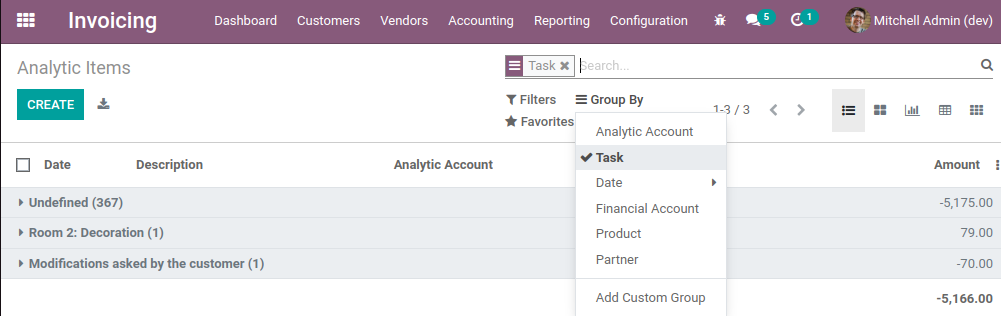 Invoicing Dashboard Customers Vendors Accounting Reporting Configuration 5 1 Mitchell Admin (dev)
Analytic Items
Task Search...
CREATE
Filters Group By
Favorites
1-3 / 3
Analytic Account
Task
Date
Financial Account
Product
Partner
Add Custom Group
Date Description Analytic Account Amount
Undefined (367) -5,175.00
Room 2: Decoration (1) 79.00
Modifications asked by the customer (1) -70.00
-5,166.00